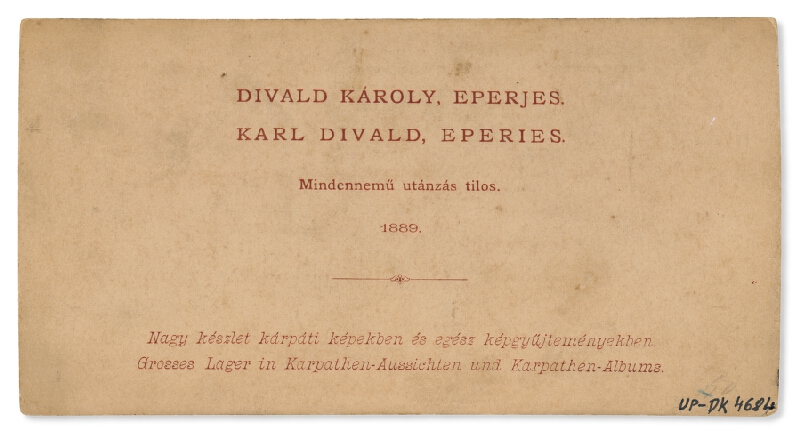 DIVALD KÁROLY, EPERJES.
KARL DIVALD, EPERIES.
Mindennemű utánzás tilos.
1889.
Nagy készlet kárpáti képekben és egész képgyűjteményekben.
Grosses Lager in Karpathen-Aussichten und Karpathen-Albums.
UP-DK 4684